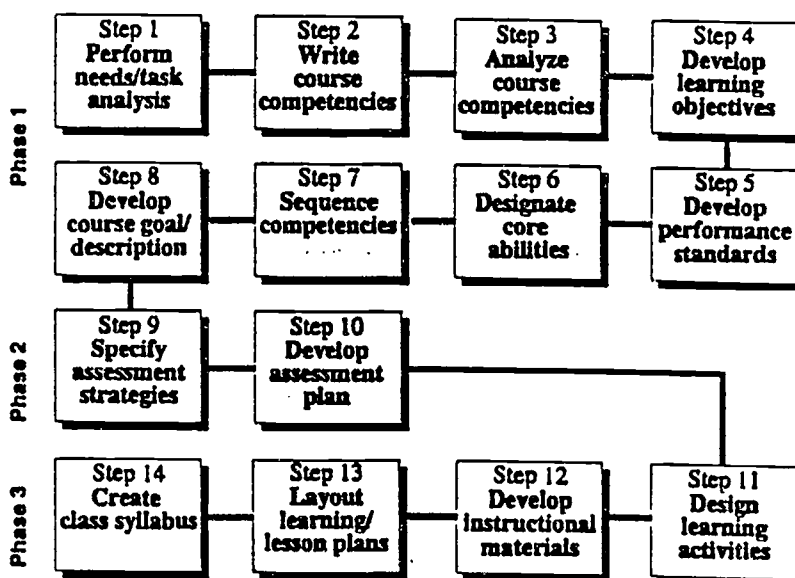 Phase 1
Step 1
Perform
needs/task
analysis
Step 2
Write
course
competencies
Step 3
Analyze
course
competencies
Step 4
Develop
learning
objectives
Step 5
Develop
performance
standards
Step 6
Designate
core
abilities
Step 7
Sequence
competencies
Step 8
Develop
course goal/
description
Phase 2
Step 9
Specify
assessment
strategies
Step 10
Develop
assessment
plan
Phase 3
Step 11
Design
learning
activities
Step 12
Develop
instructional
materials
Step 13
Layout
learning/
lesson plans
Step 14
Create
class syllabus